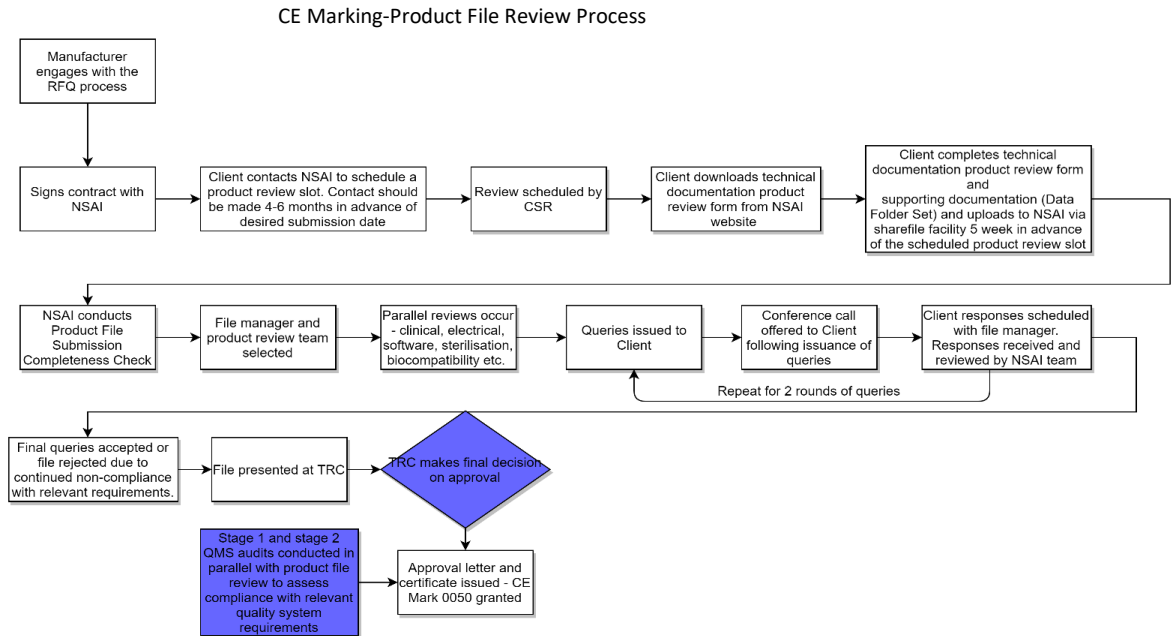 CE Marking-Product File Review Process
Manufacturer
engages with the
RFQ process
Signs contract with
NSAI
Client contacts NSAI to schedule a
product review slot. Contact should
be made 4-6 months in advance of
desired submission date
Review scheduled by
CSR
Client downloads technical
documentation product
review form from NSAI
website
Client completes technical
documentation product review form
and
supporting documentation (Data
Folder Set) and uploads to NSAI via
sharefile facility 5 week in advance
of the scheduled product review slot
NSAI conducts
Product File
Submission
Completeness Check
File manager and
product review team
selected
Parallel reviews occur
- clinical, electrical,
software, sterilisation,
biocompatibility etc.
Queries issued to
Client
Conference call
offered to Client
following issuance of
queries
Client responses scheduled
with file manager.
Responses received and
reviewed by NSAI team
Repeat for 2 rounds of queries
Final queries accepted or
file rejected due to
continued non-compliance
with relevant requirements.
File presented at TRC
TRC makes final decision
on approval
Stage 1 and stage 2
QMS audits conducted in
parallel with product file
review to assess
compliance with relevant
quality system
requirements
Approval letter and
certificate issued - CE
Mark 0050 granted